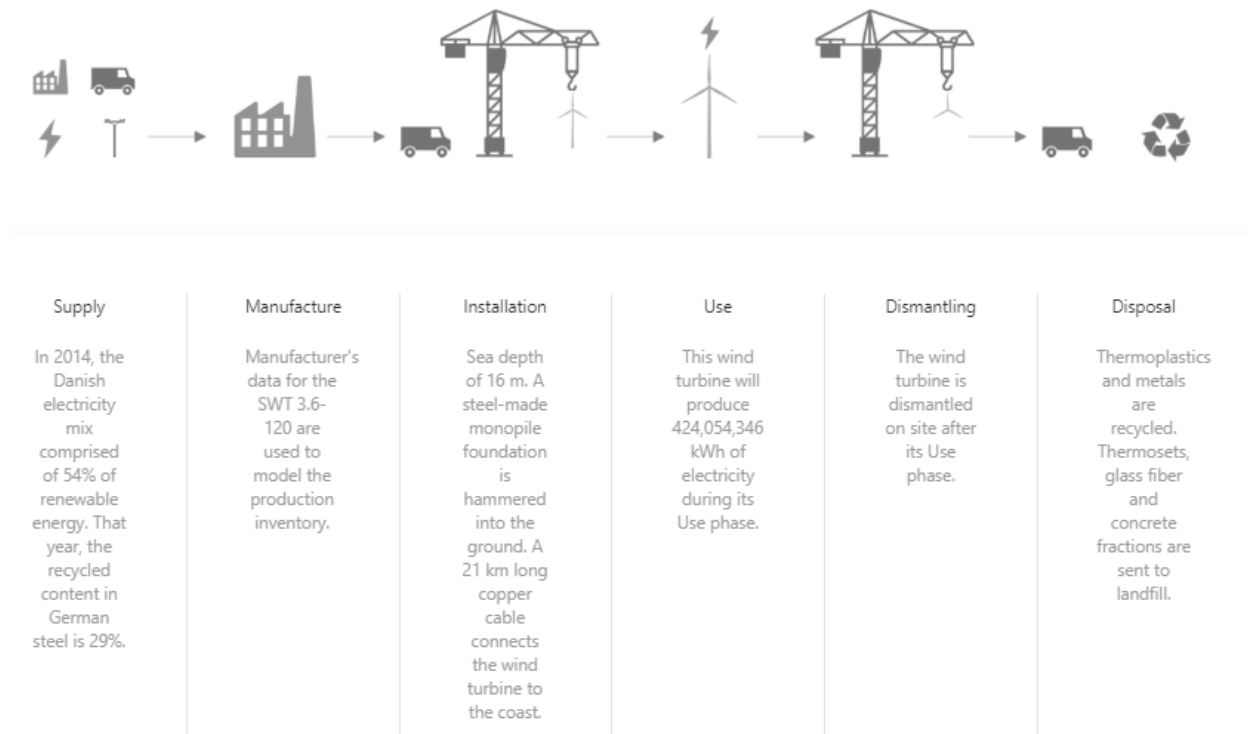 Supply
In 2014, the
Danish
electricity
mix
comprised
of 54% of
renewable
energy. That
year, the
recycled
content in
German
steel is 29%.
Manufacture
Manufacturer's
data for the
SWT 3.6-
120 are
used to
model the
production
inventory.
Installation
Sea depth
of 16 m. A
steel-made
monopile
foundation
is
hammered
into the
ground. A
21 km long
copper
cable
connects
the wind
turbine to
the coast.
Use
This wind
turbine will
produce
424,054,346
kWh of
electricity
during its
Use phase.
Dismantling
The wind
turbine is
dismantled
on site after
its Use
phase.
Disposal
Thermoplastics
and metals
are
recycled.
Thermosets,
glass fiber
and
concrete
fractions are
sent to
landfill.